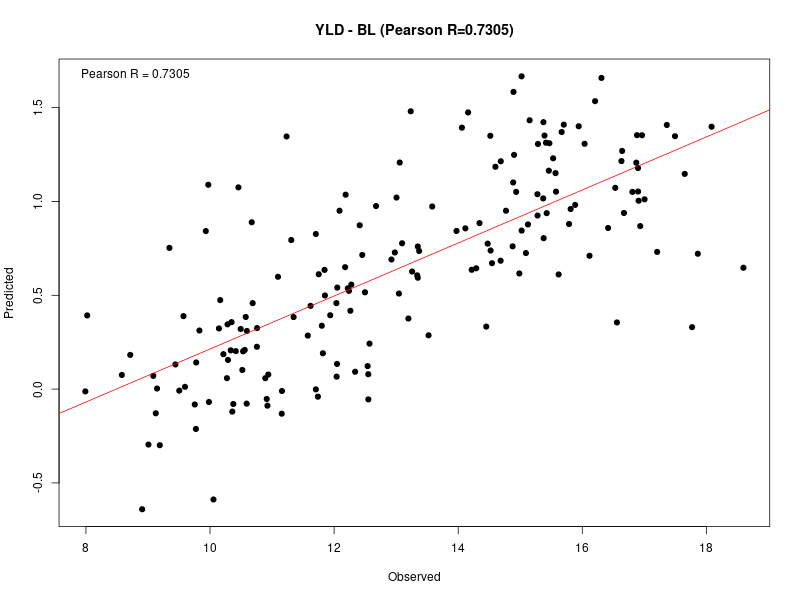 YLD - BL (Pearson R=0.7305)
Pearson R = 0.7305
1.5
1.0
0.5
0.0
-0.5
Predicted
8 10 12 14 16 18
Observed